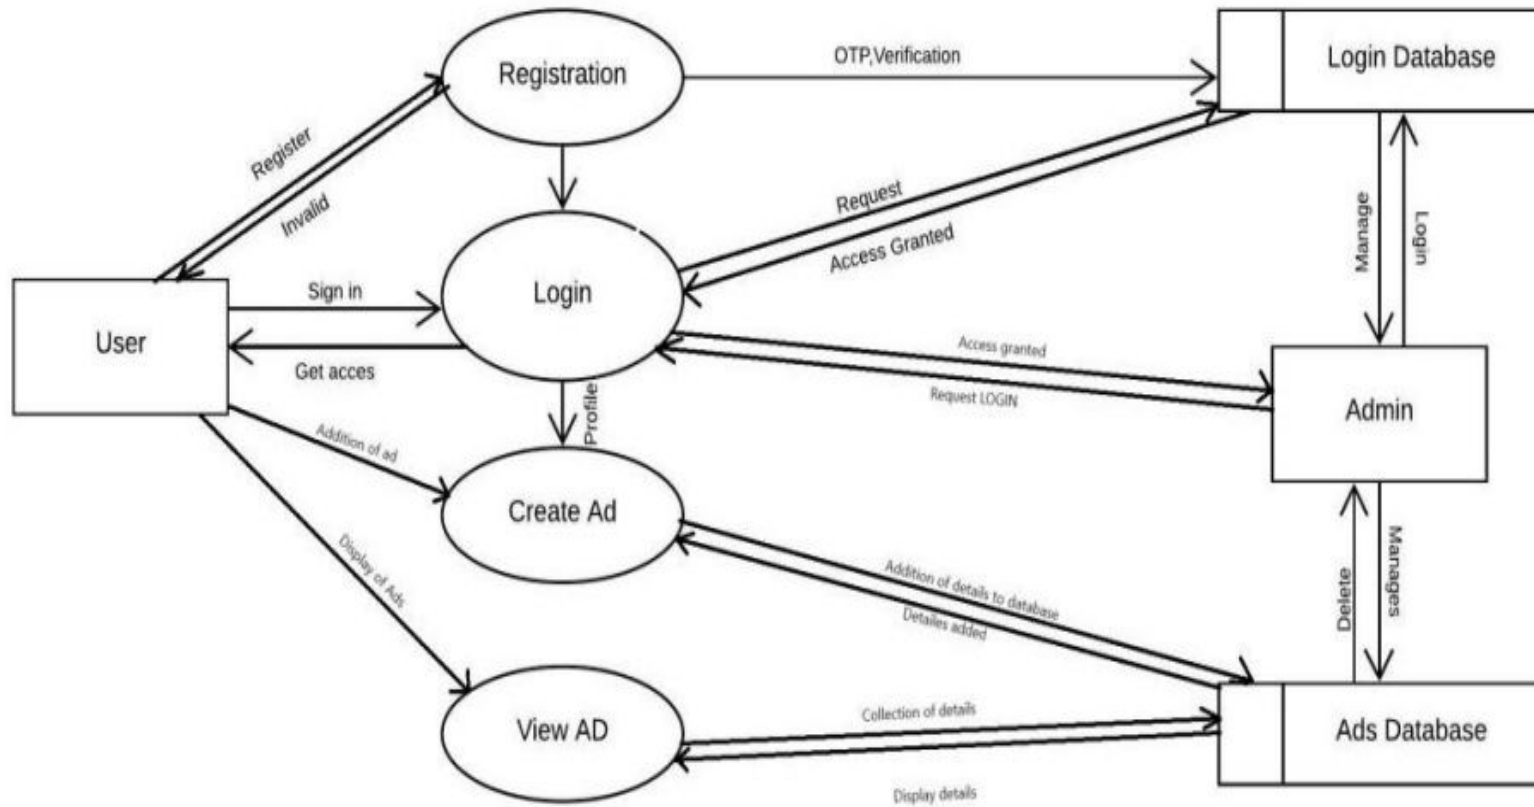 Registration
OTP,Verification
Login Database
Register
Invalid
Request
Access Granted
Manage
Login
User
Sign in
Get acces
Login
Access granted
Request LOGIN
Admin
Profile
Addition of ad
Create Ad
Display of Ads
Addition of details to database
Detailes added
Delete
Manages
View AD
Collection of details
Display details
Ads Database